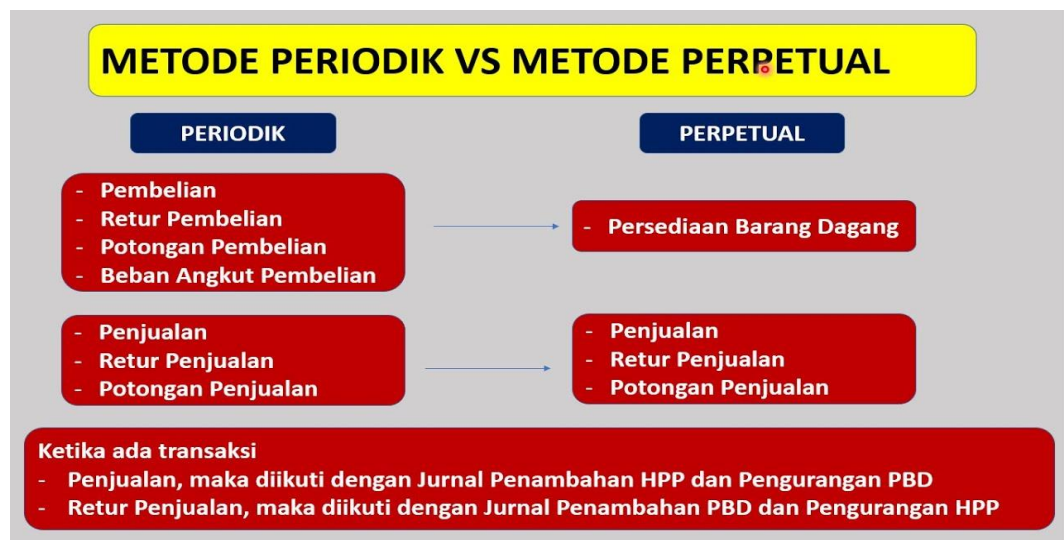 METODE PERIODIK VS METODE PERPETUAL
PERIODIK
- Pembelian
- Retur Pembelian
- Potongan Pembelian
- Beban Angkut Pembelian
- Penjualan
- Retur Penjualan
- Potongan Penjualan
PERPETUAL
- Persediaan Barang Dagang
- Penjualan
- Retur Penjualan
- Potongan Penjualan
Ketika ada transaksi
- Penjualan, maka diikuti dengan Jurnal Penambahan HPP dan Pengurangan PBD
- Retur Penjualan, maka diikuti dengan Jurnal Penambahan PBD dan Pengurangan HPP